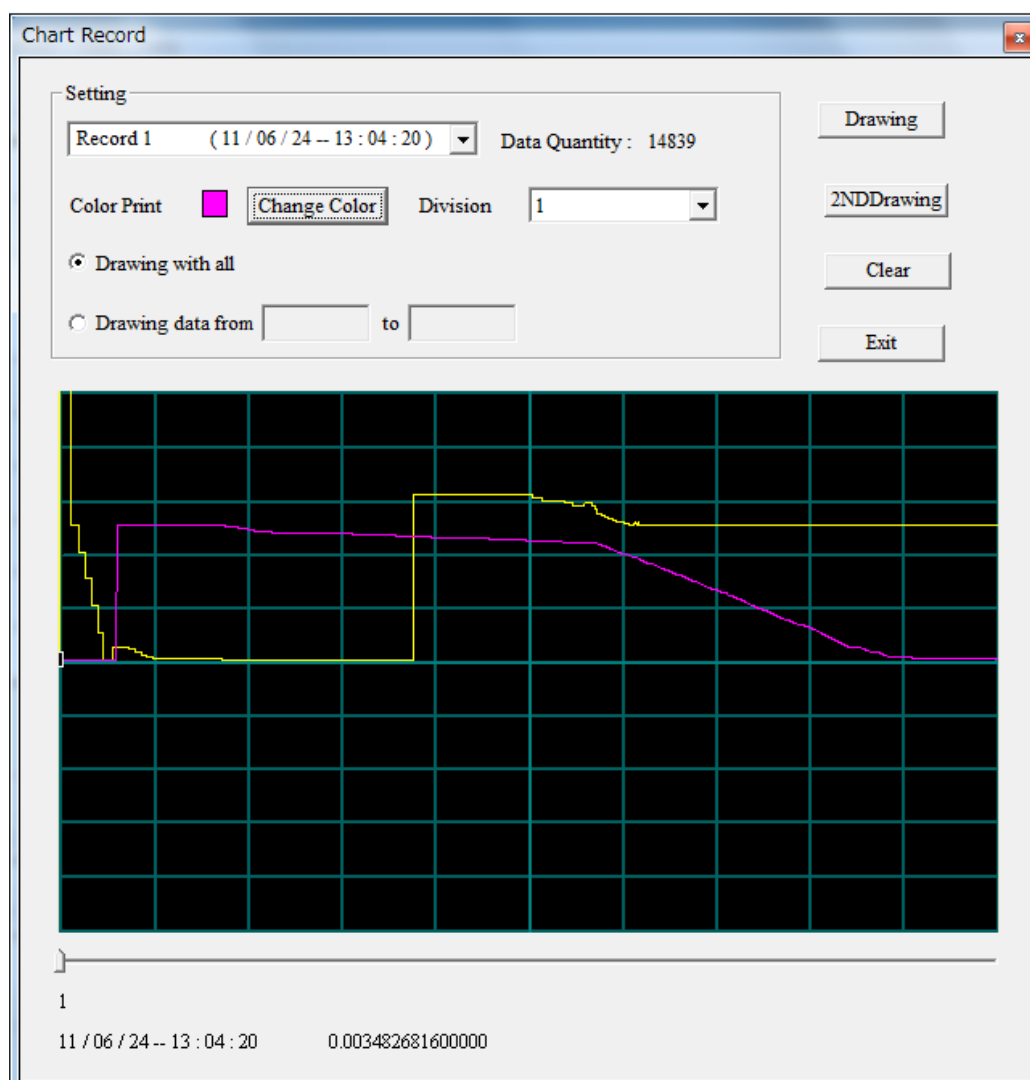 Chart Record
Setting
Record 1 ( 11 / 06 / 24 -- 13 : 04 : 20 ) Data Quantity : 14839
Drawing
Color Print Change Color Division 1
2NDDrawing
Drawing with all
Clear
Drawing data from to
Exit
1
11 / 06 / 24 -- 13 : 04 : 20 0.003482681600000